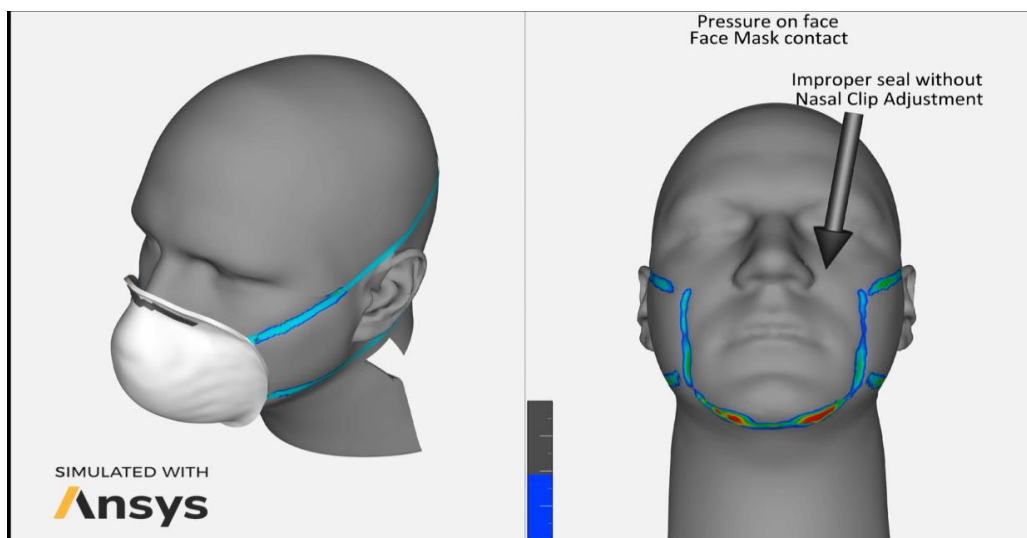 SIMULATED WITH
Ansys
Pressure on face
Face Mask contact
Improper seal without
Nasal Clip Adjustment